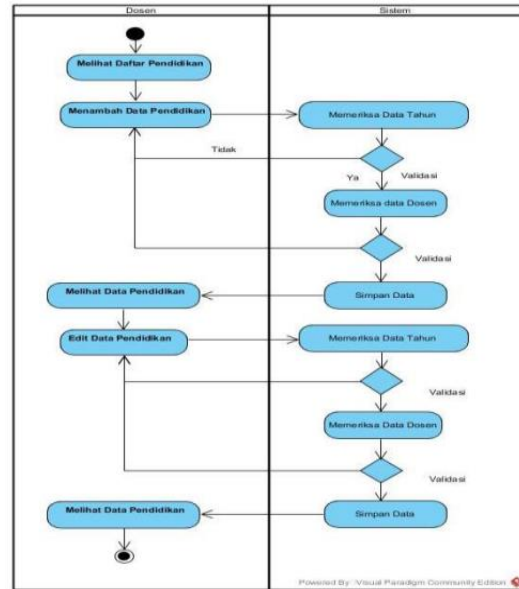 Dosen
Sistem
Melihat Daftar Pendidikan
Menambah Data Pendidikan
Memeriksa Data Tahun
Tidak
Ya
Validasi
Memeriksa data Dosen
Validasi
Melihat Data Pendidikan
Simpan Data
Edit Data Pendidikan
Memeriksa Data Tahun
Validasi
Memeriksa Data Dosen
Validasi
Melihat Data Pendidikan
Simpan Data
Powered By Visual Paradigm Community Edition